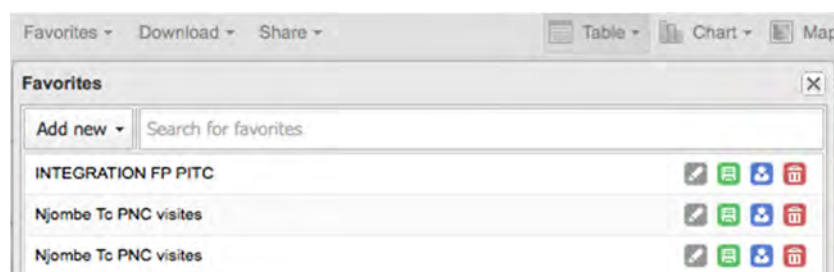 Favorites Download Share Table Chart Map
Favorites
Add new Search for favorites
INTEGRATION FP PITC
Njombe Tc PNC visites
Njombe Tc PNC visites